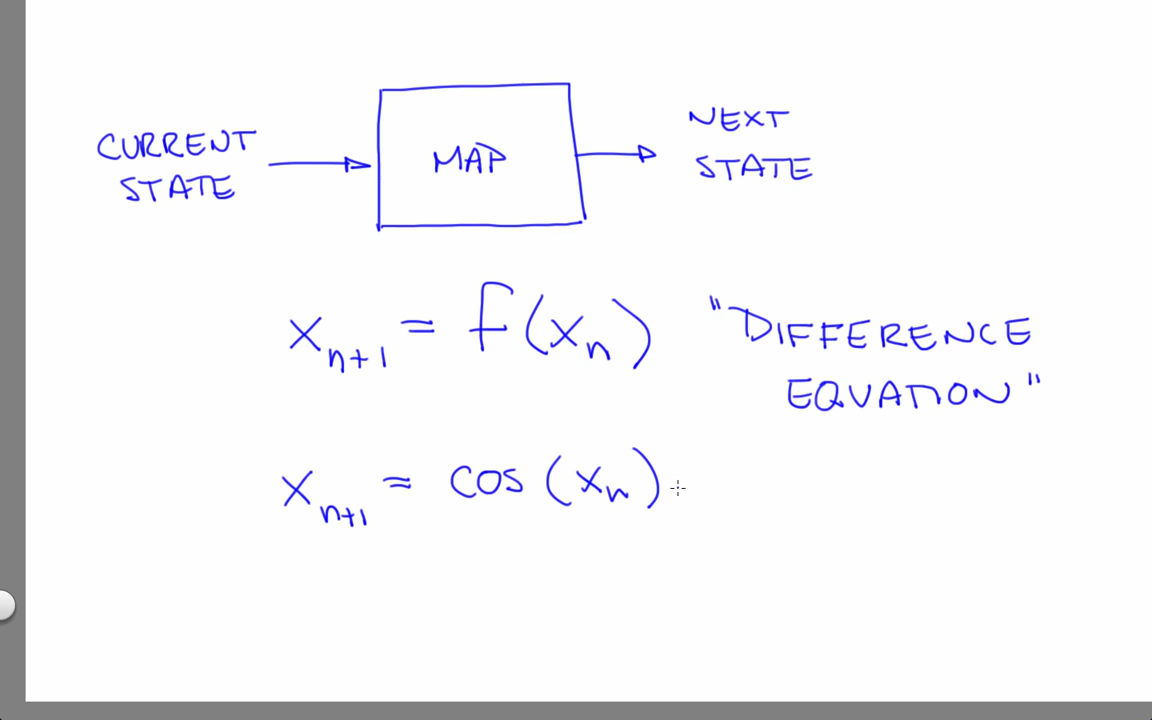 CURRENT STATE
MAP
NEXT STATE
xₙ₊₁ = f(xₙ)
"DIFFERENCE EQUATION"
xₙ₊₁ = cos(xₙ)